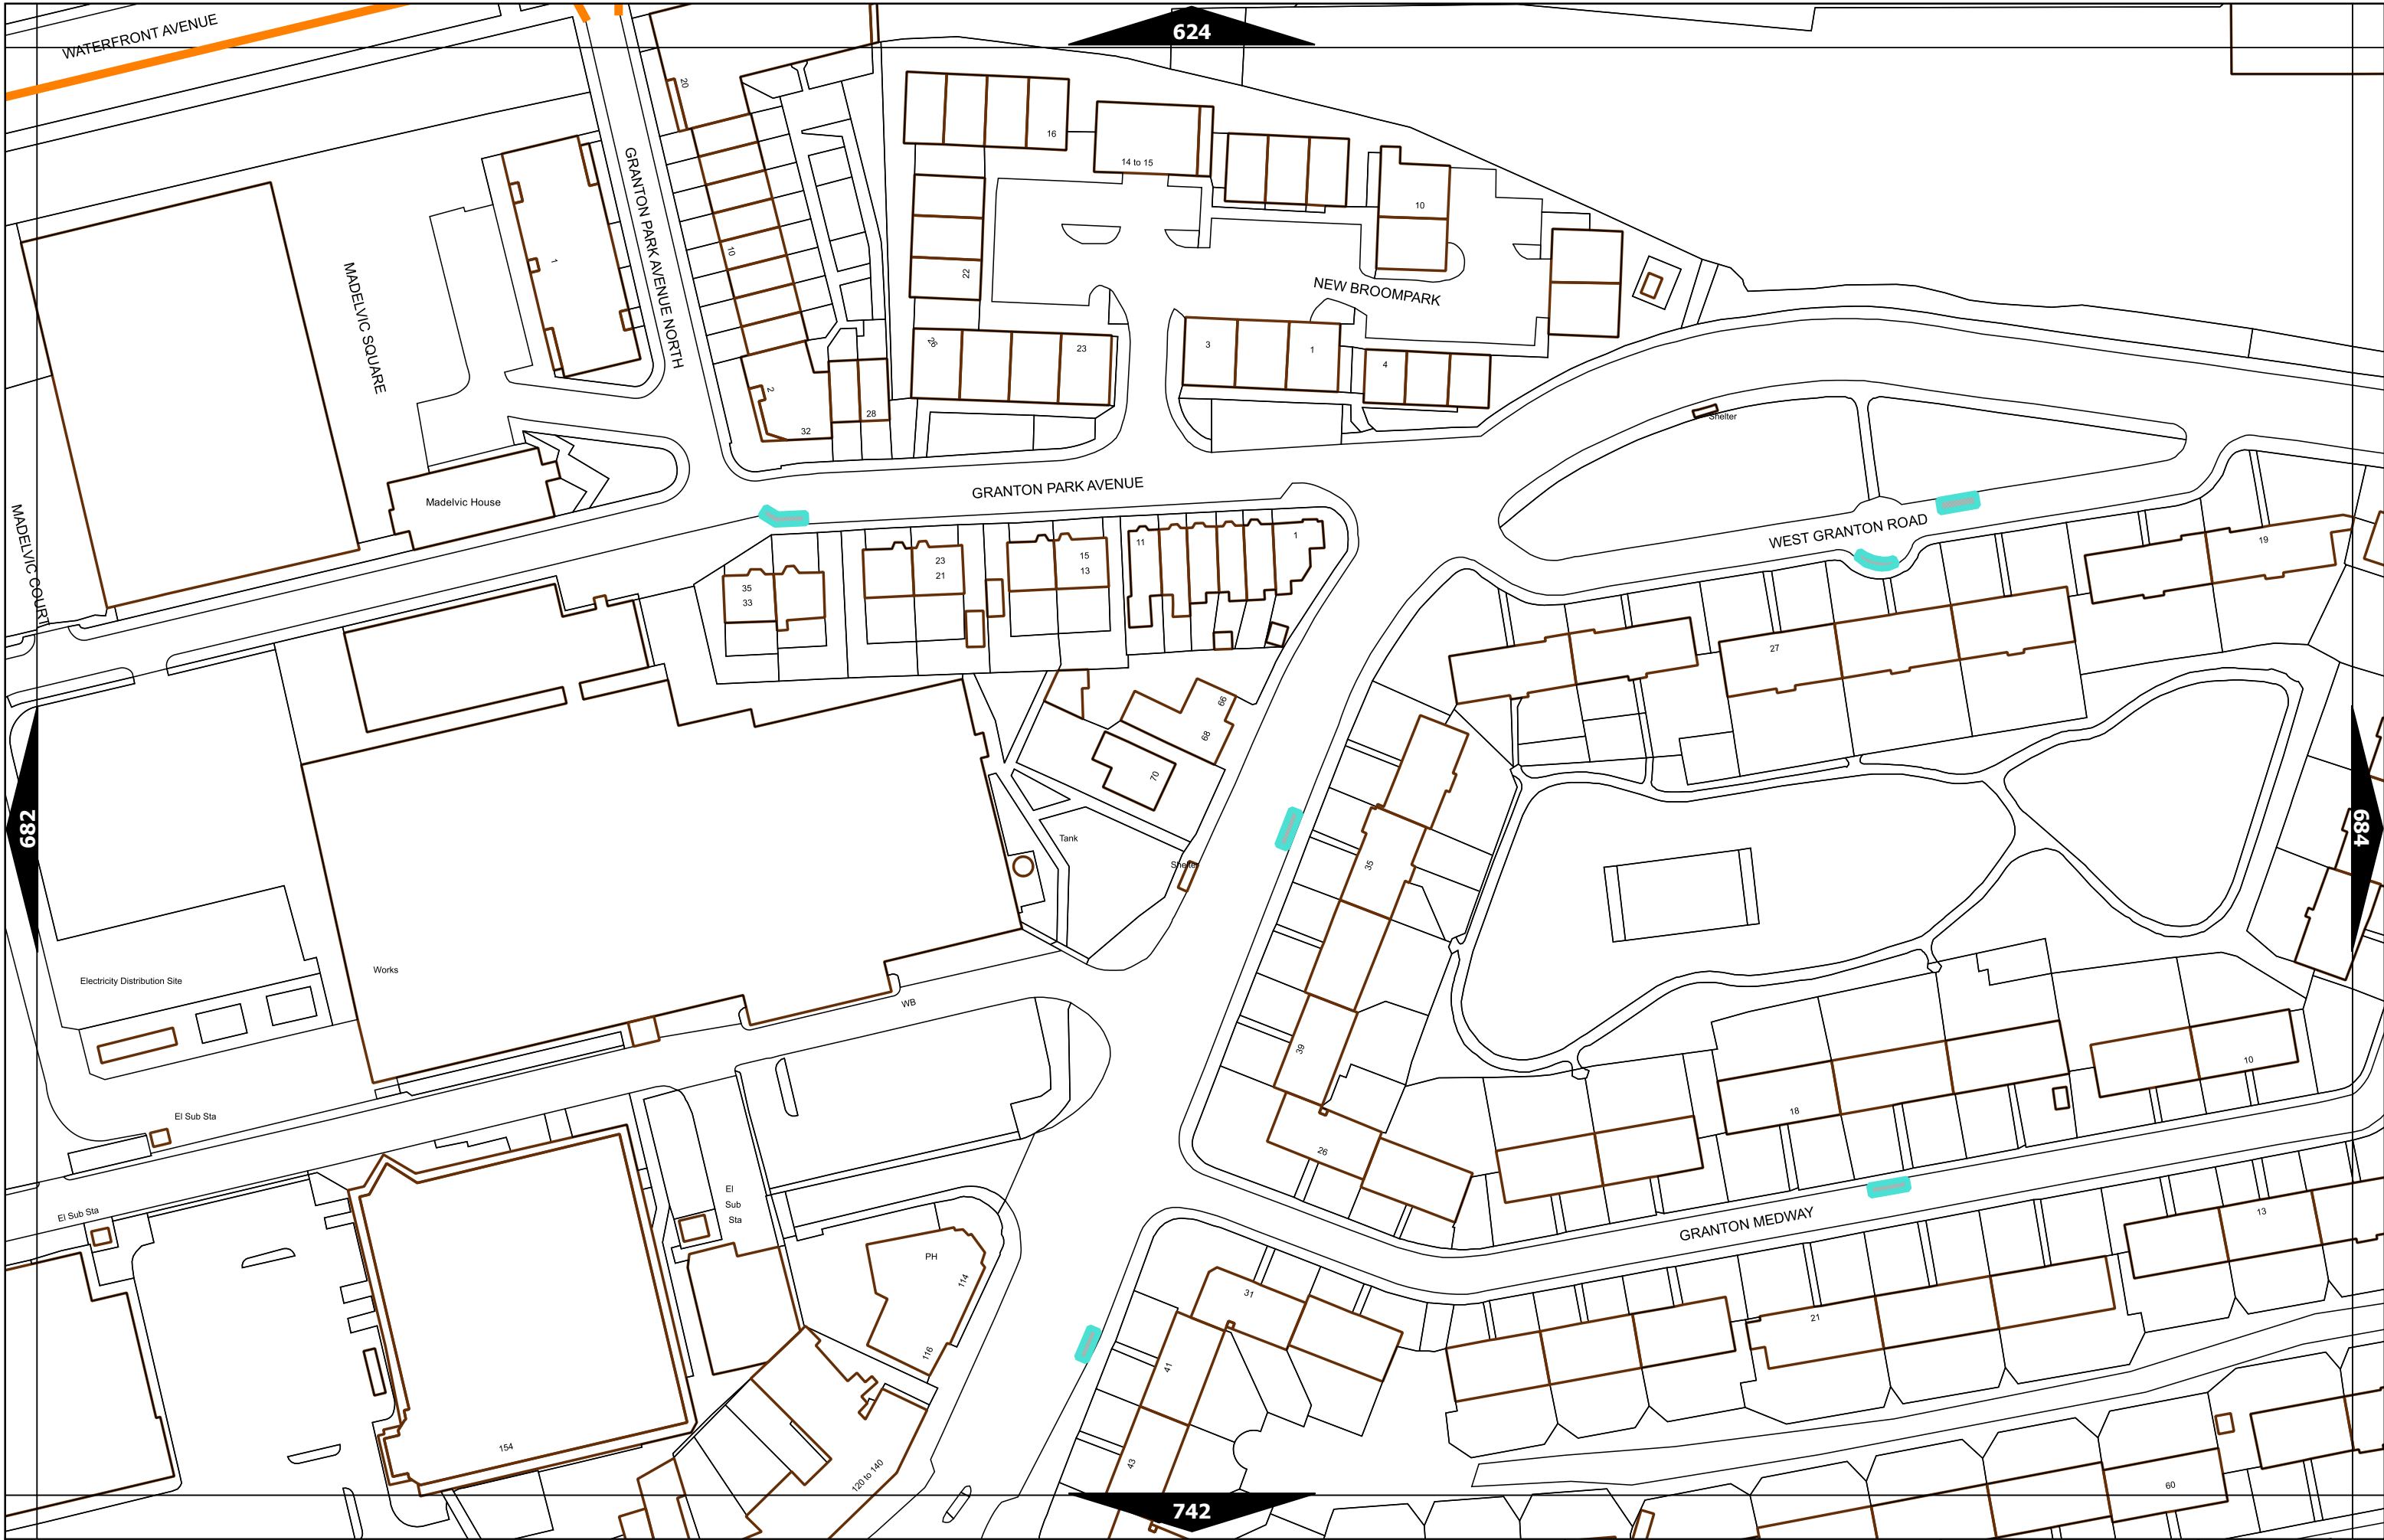 624
WATERFRONT AVENUE
20
16
14 to 15
GRANTON PARK AVENUE NORTH
10
1
10
22
MADELVIC SQUARE
NEW BROOMPARK
26
23
3
1
4
2
28
32
Shelter
GRANTON PARK AVENUE
Madelvic House
MADELVIC COURT
WEST GRANTON ROAD
19
11
1
23
21
15
13
35
33
27
66
68
70
682
684
Tank
Shelter
35
Works
Electricity Distribution Site
WB
39
10
18
El Sub Sta
26
El
Sub
Sta
El Sub Sta
GRANTON MEDWAY
13
PH
114
31
21
116
41
154
43
120 to 140
60
742